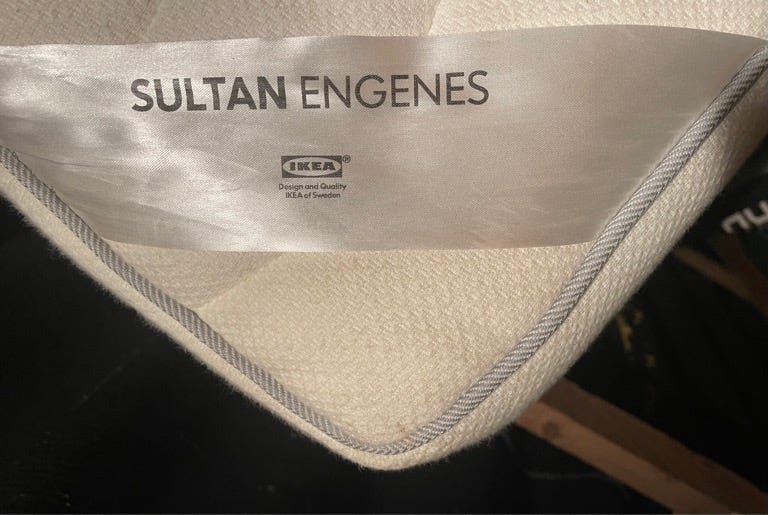 SULTAN ENGENES
IKEA®
Design and Quality
IKEA of Sweden